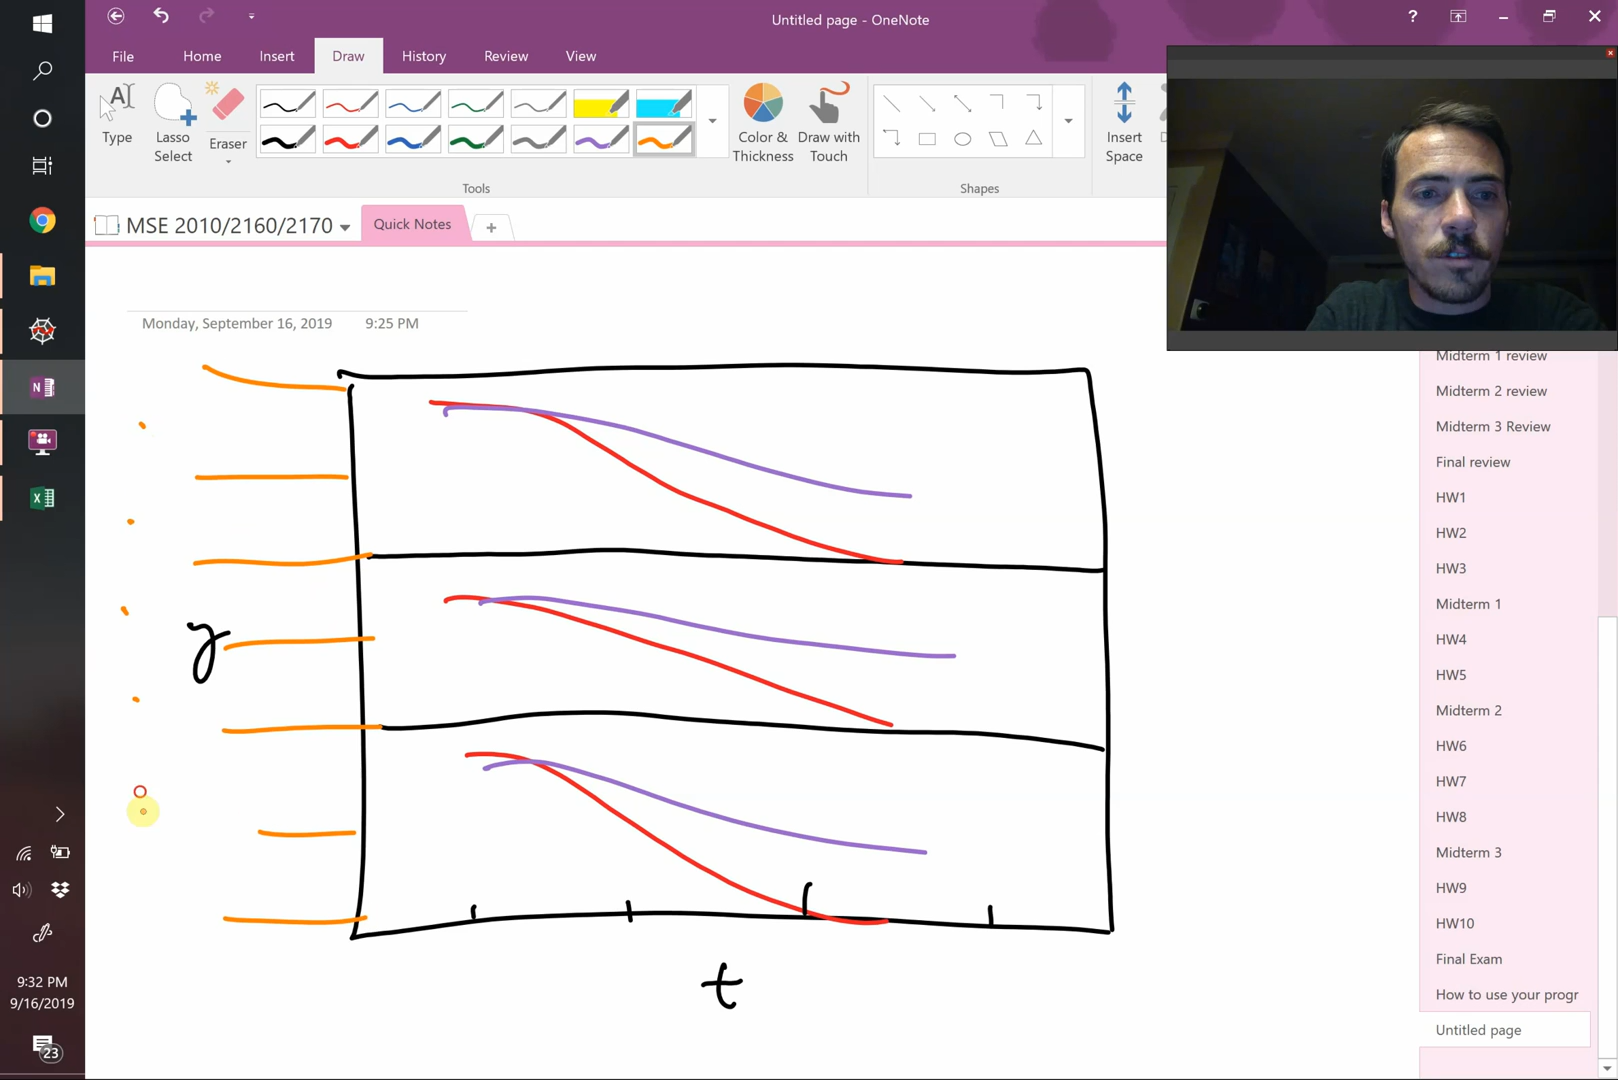 Untitled page - OneNote
File Home Insert Draw History Review View
Type
Lasso Select
Eraser
Color & Thickness
Draw with Touch
Insert Space
Tools
Shapes
MSE 2010/2160/2170
Quick Notes
Monday, September 16, 2019 9:25 PM
t
Midterm 1 review
Midterm 2 review
Midterm 3 Review
Final review
HW1
HW2
HW3
Midterm 1
HW4
HW5
Midterm 2
HW6
HW7
HW8
Midterm 3
HW9
HW10
Final Exam
How to use your progr
Untitled page
9:32 PM
9/16/2019
23